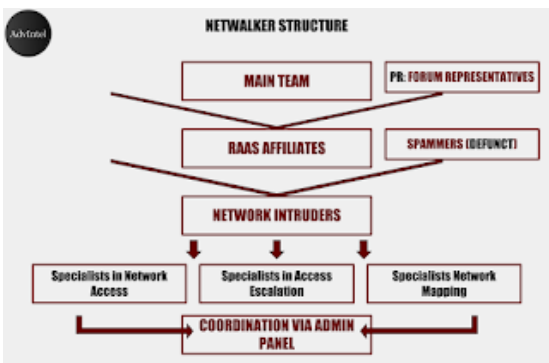 AdvIntel
NETWALKER STRUCTURE
MAIN TEAM
PR: FORUM REPRESENTATIVES
RAAS AFFILIATES
SPAMMERS (DEFUNCT)
NETWORK INTRUDERS
Specialists in Network
Access
Specialists in Access
Escalation
Specialists Network
Mapping
COORDINATION VIA ADMIN
PANEL